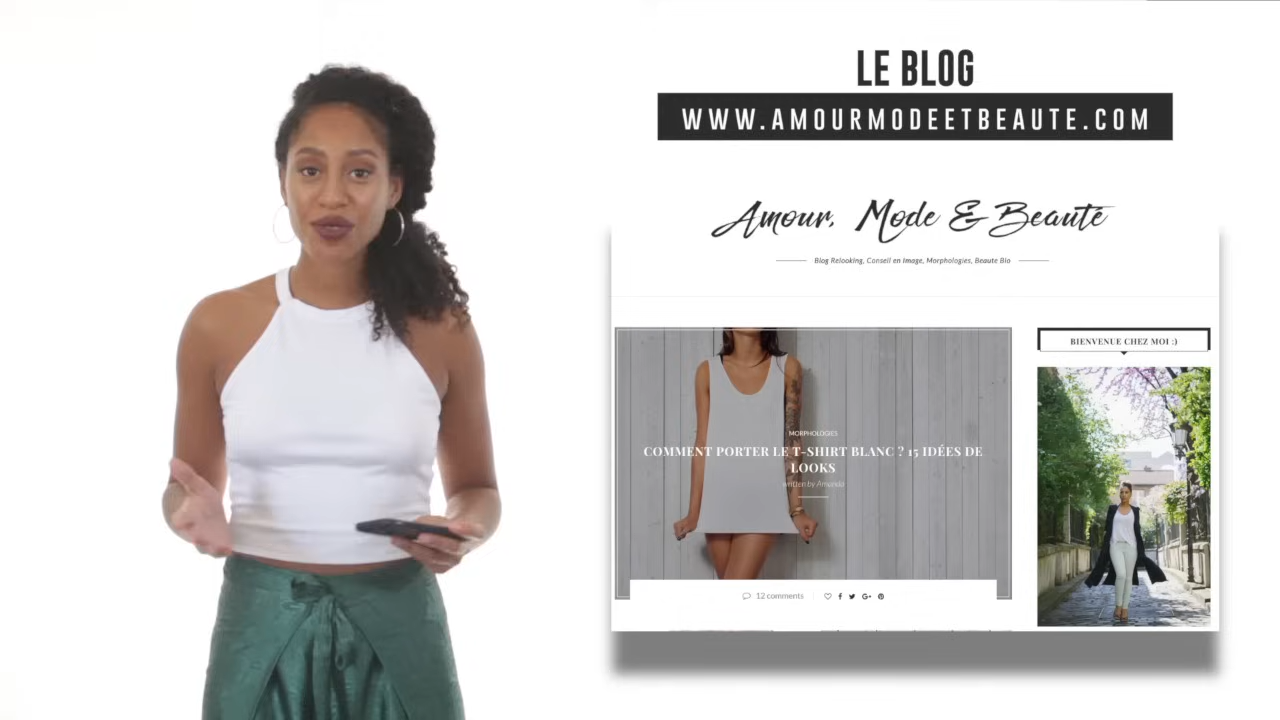 LE BLOG
WWW.AMOURMODEETBEAUTE.COM
Amour, Mode & Beauté
Blog Relooking, Conseil en Image, Morphologies, Beaute Bio
BIENVENUE CHEZ MOI :)
MORPHOLOGIES
COMMENT PORTER LE T-SHIRT BLANC ? 15 IDÉES DE
LOOKS
written by Amanda
12 comments